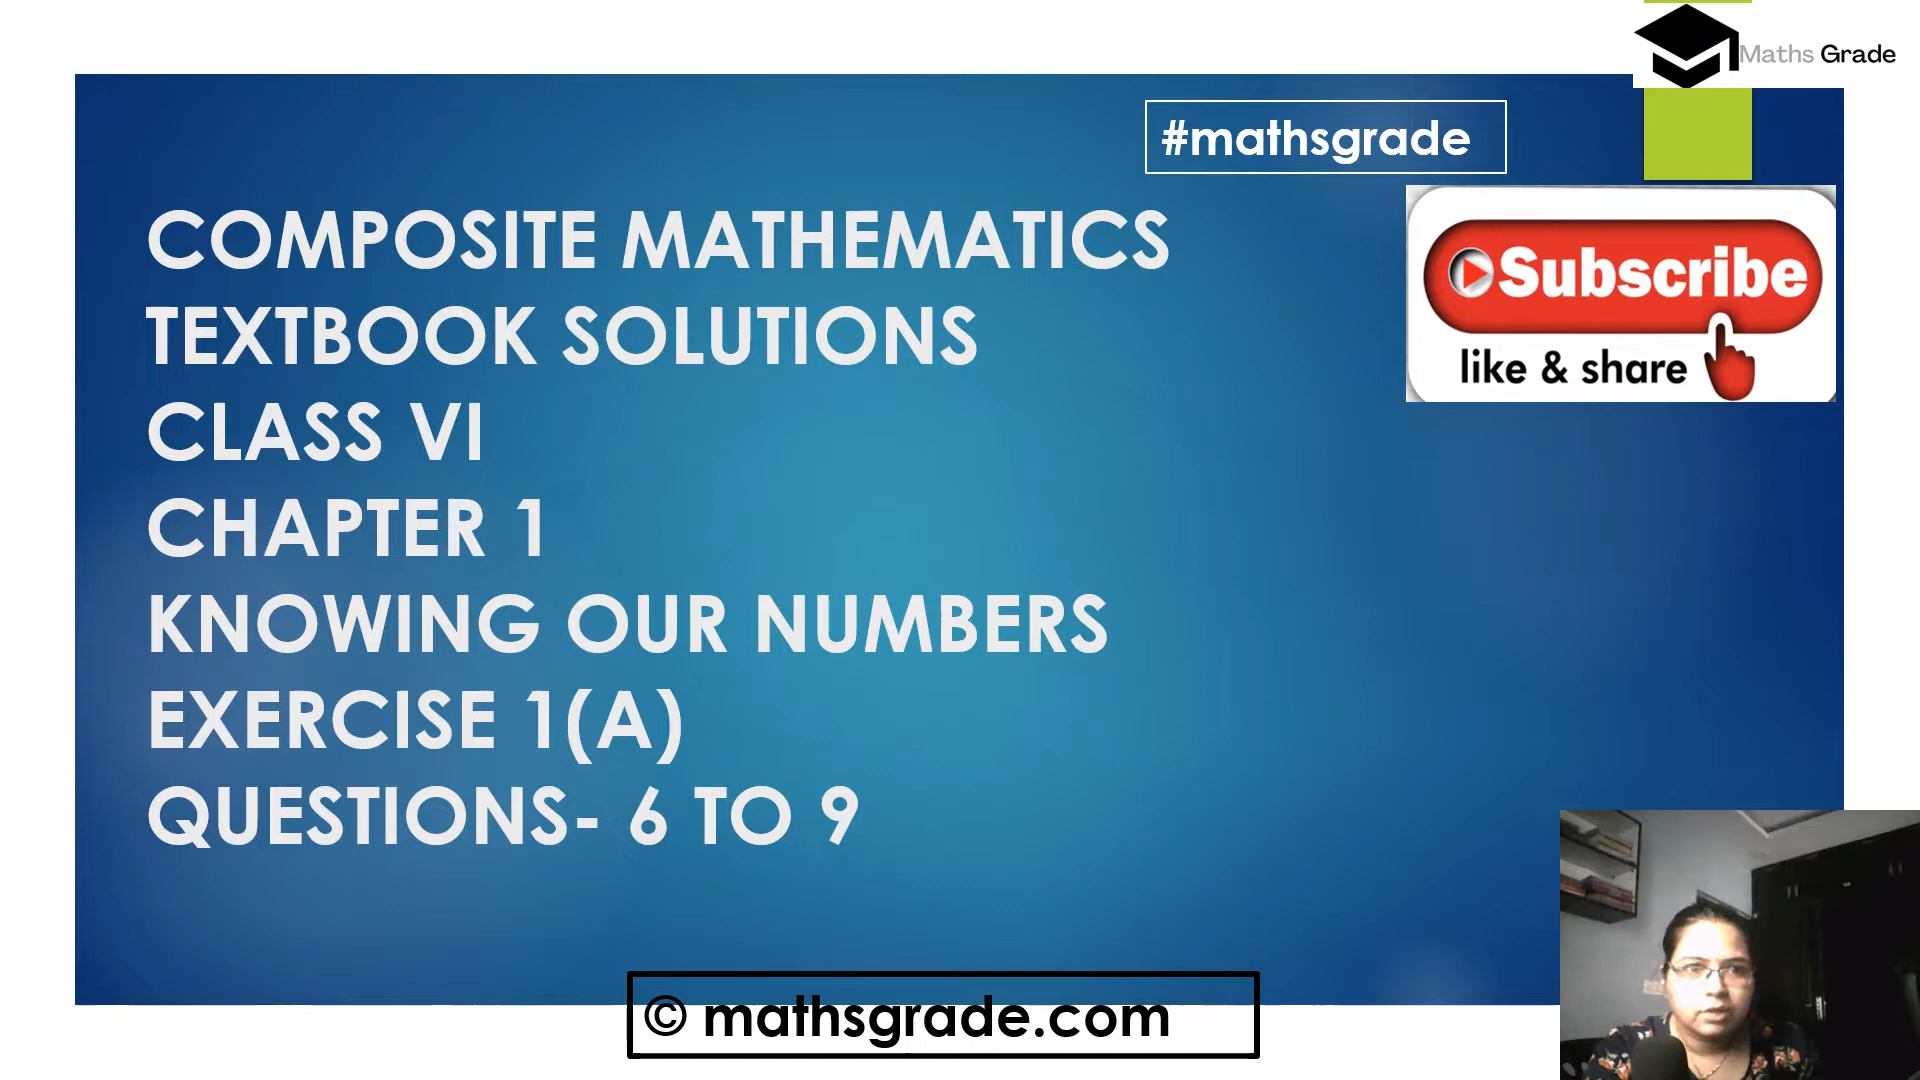 Maths Grade
#mathsgrade
COMPOSITE MATHEMATICS
TEXTBOOK SOLUTIONS
CLASS VI
CHAPTER 1
KNOWING OUR NUMBERS
EXERCISE 1(A)
QUESTIONS- 6 TO 9
Subscribe
like & share
© mathsgrade.com